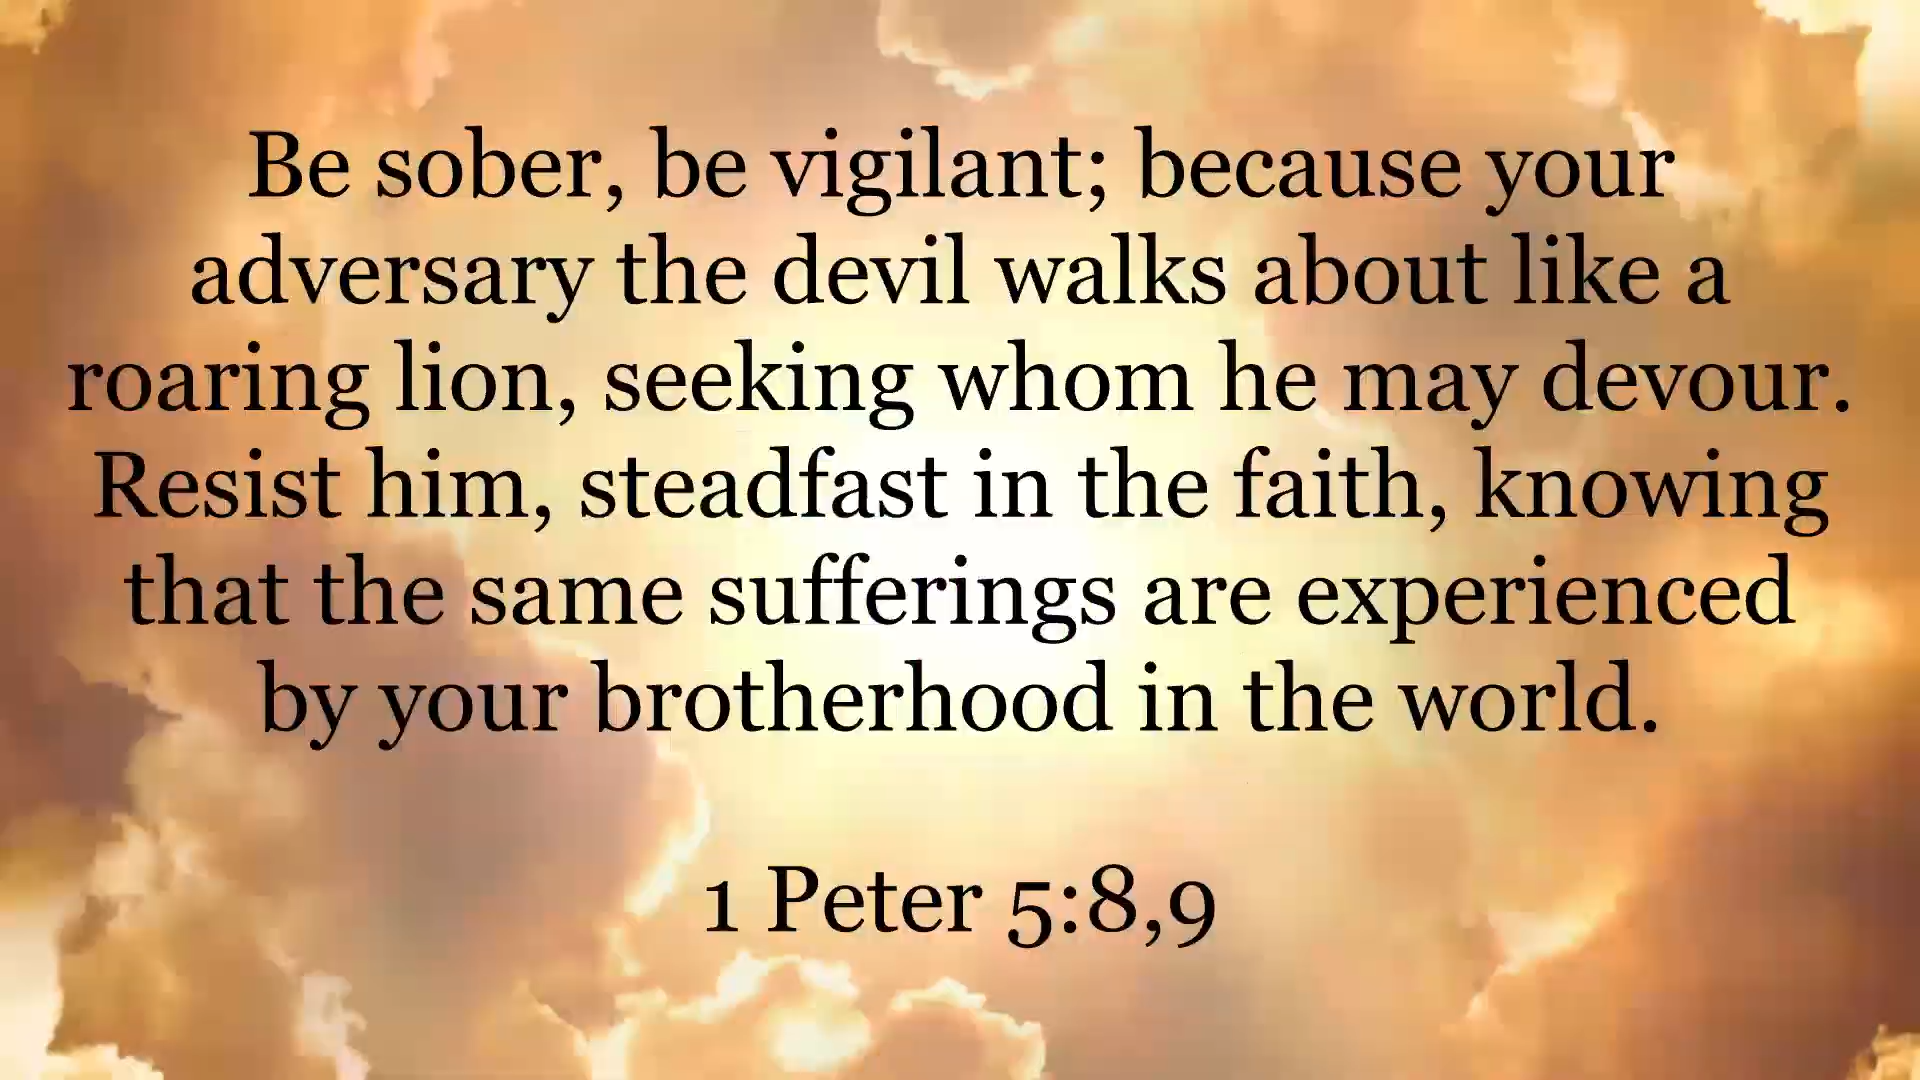 Be sober, be vigilant; because your
adversary the devil walks about like a
roaring lion, seeking whom he may devour.
Resist him, steadfast in the faith, knowing
that the same sufferings are experienced
by your brotherhood in the world.
1 Peter 5:8,9